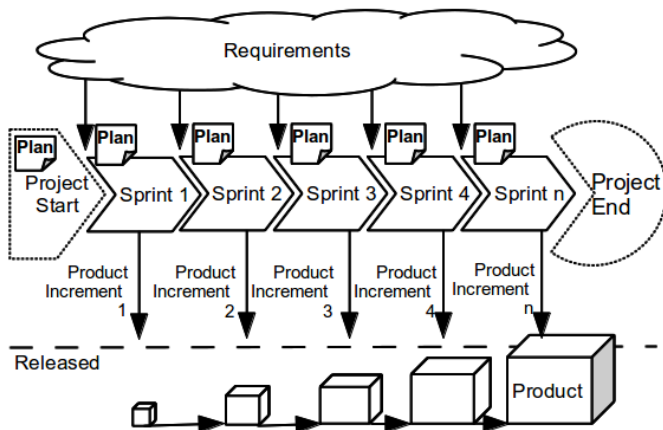 Requirements
Plan
Plan
Plan
Plan
Plan
Plan
Project
Start
Sprint 1
Sprint 2
Sprint 3
Sprint 4
Sprint n
Project
End
Product
Increment
1
Product
Increment
2
Product
Increment
3
Product
Increment
4
Product
Increment
n
Released
Product